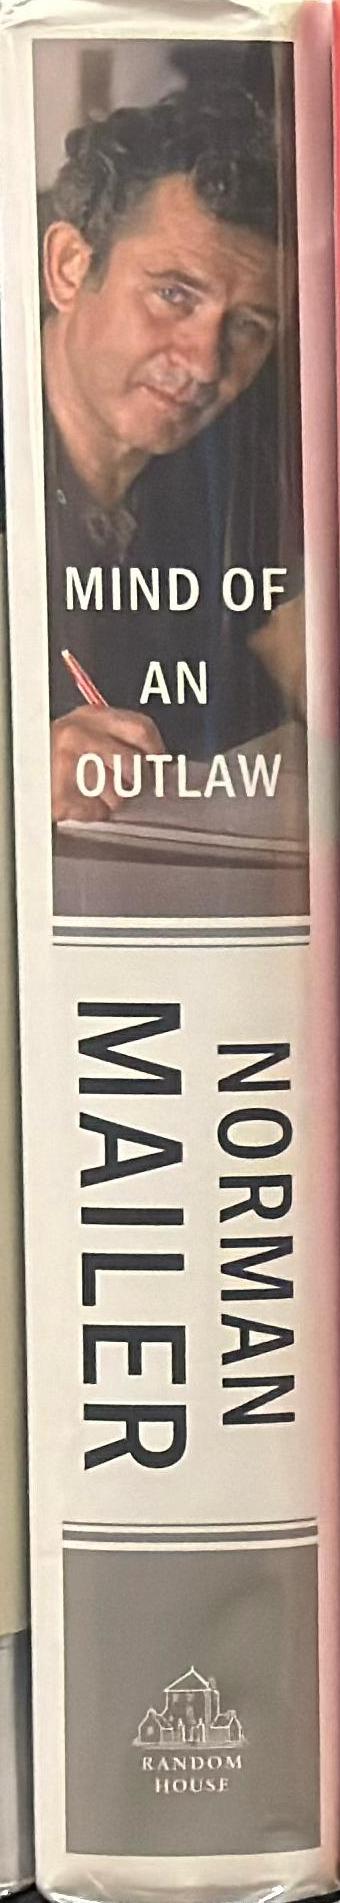 MIND OF
AN
OUTLAW
NORMAN
MAILER
RANDOM
HOUSE